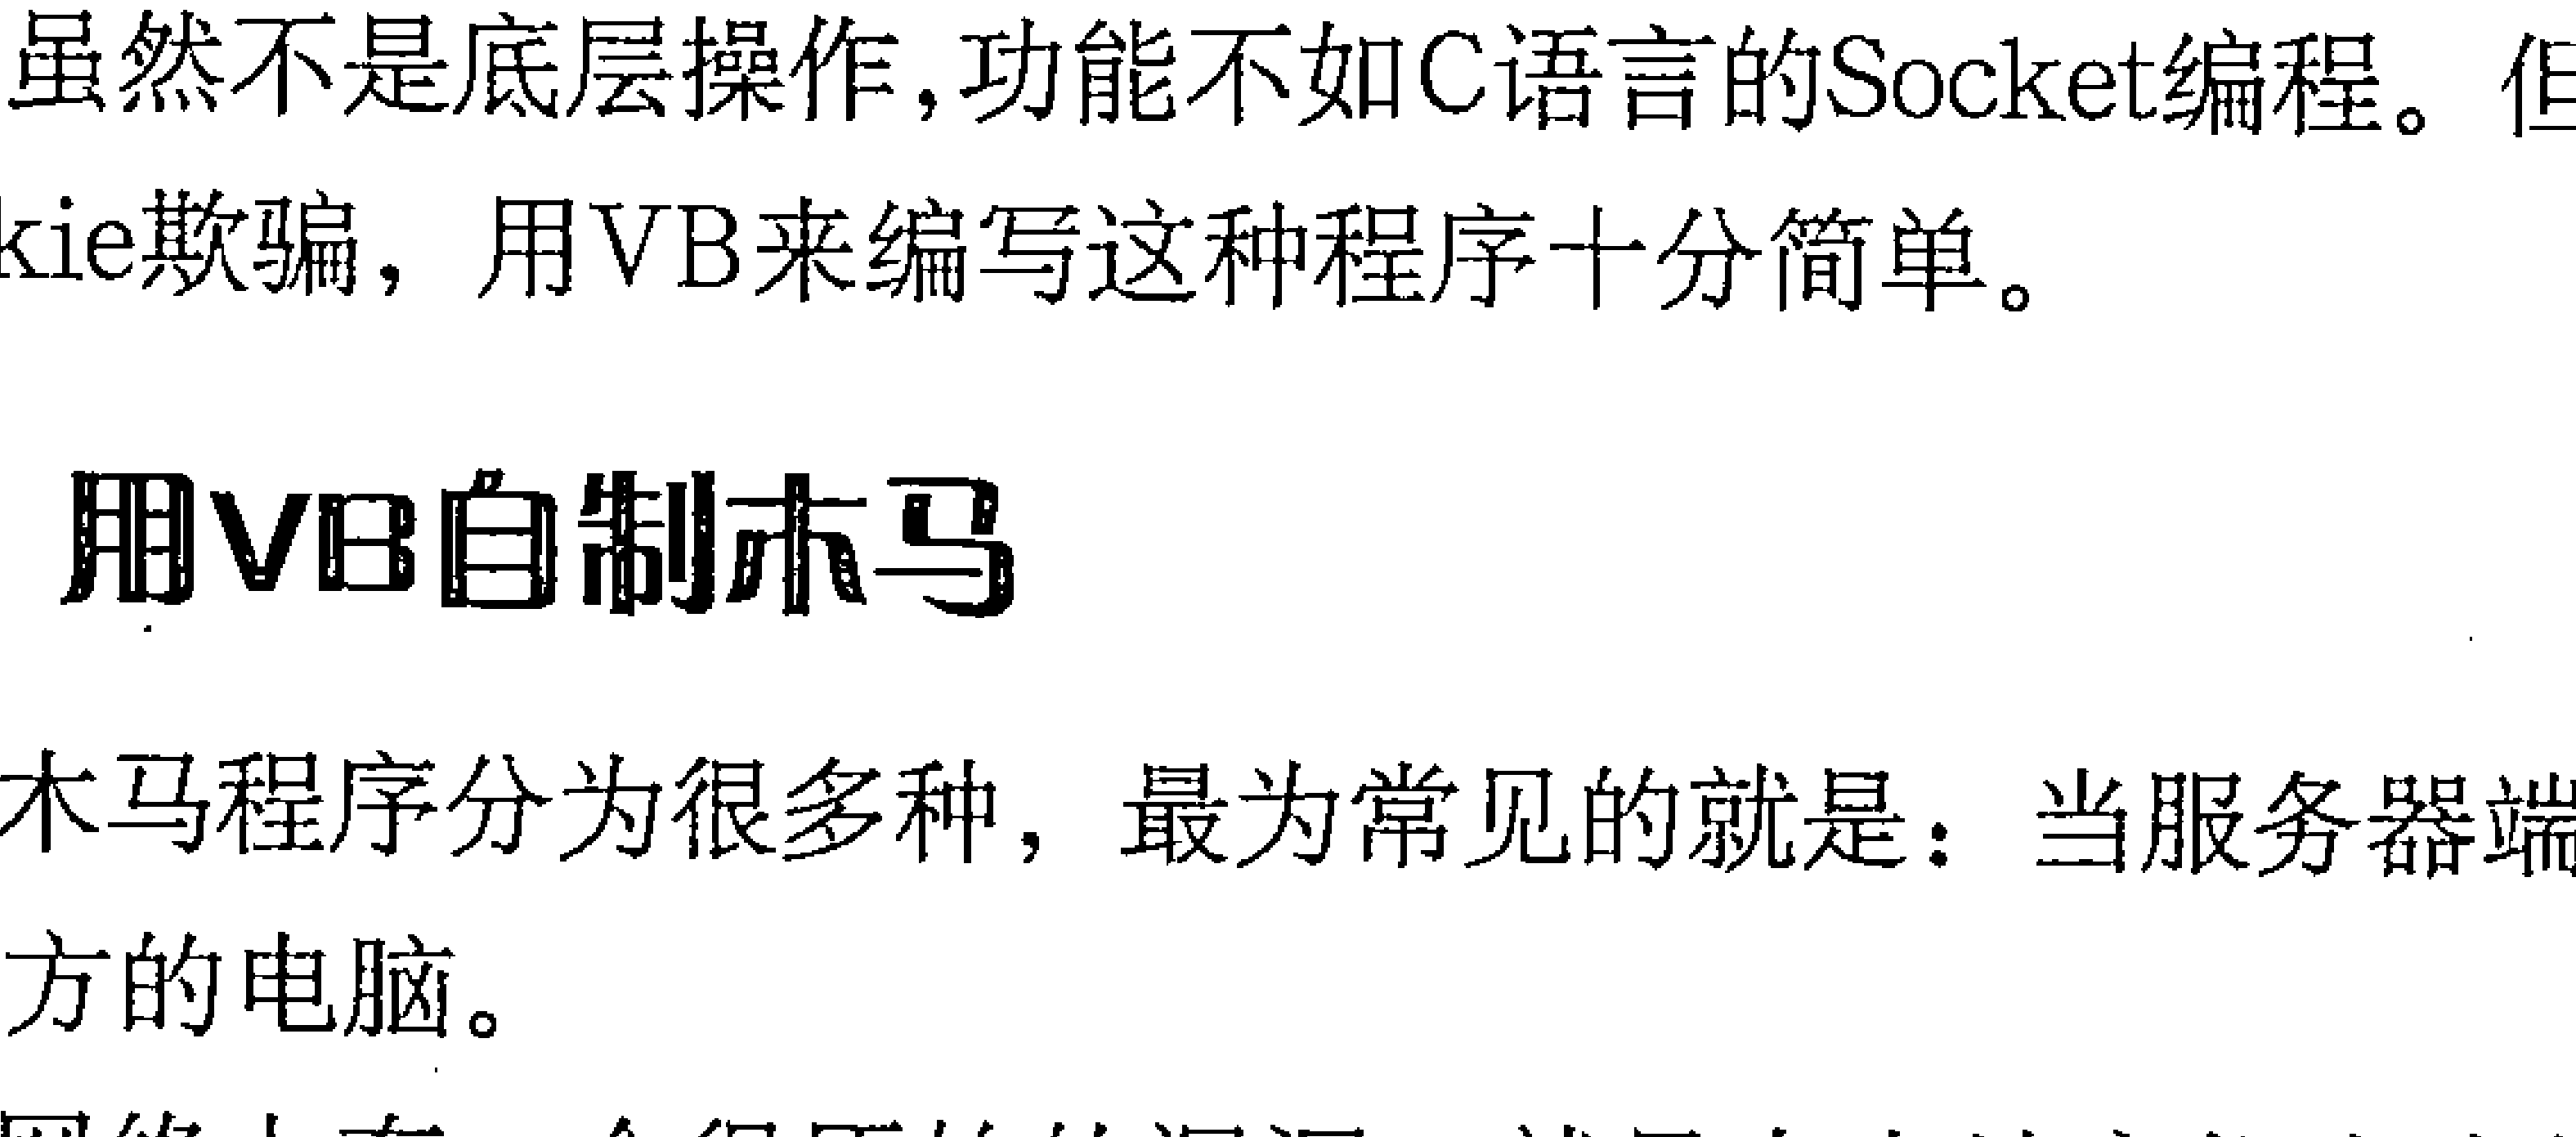 虽然不是底层操作,功能不如C语言的Socket编程。但
kie欺骗，用VB来编写这种程序十分简单。
用VB自制木马
木马程序分为很多种，最为常见的就是：当服务器端
方的电脑。